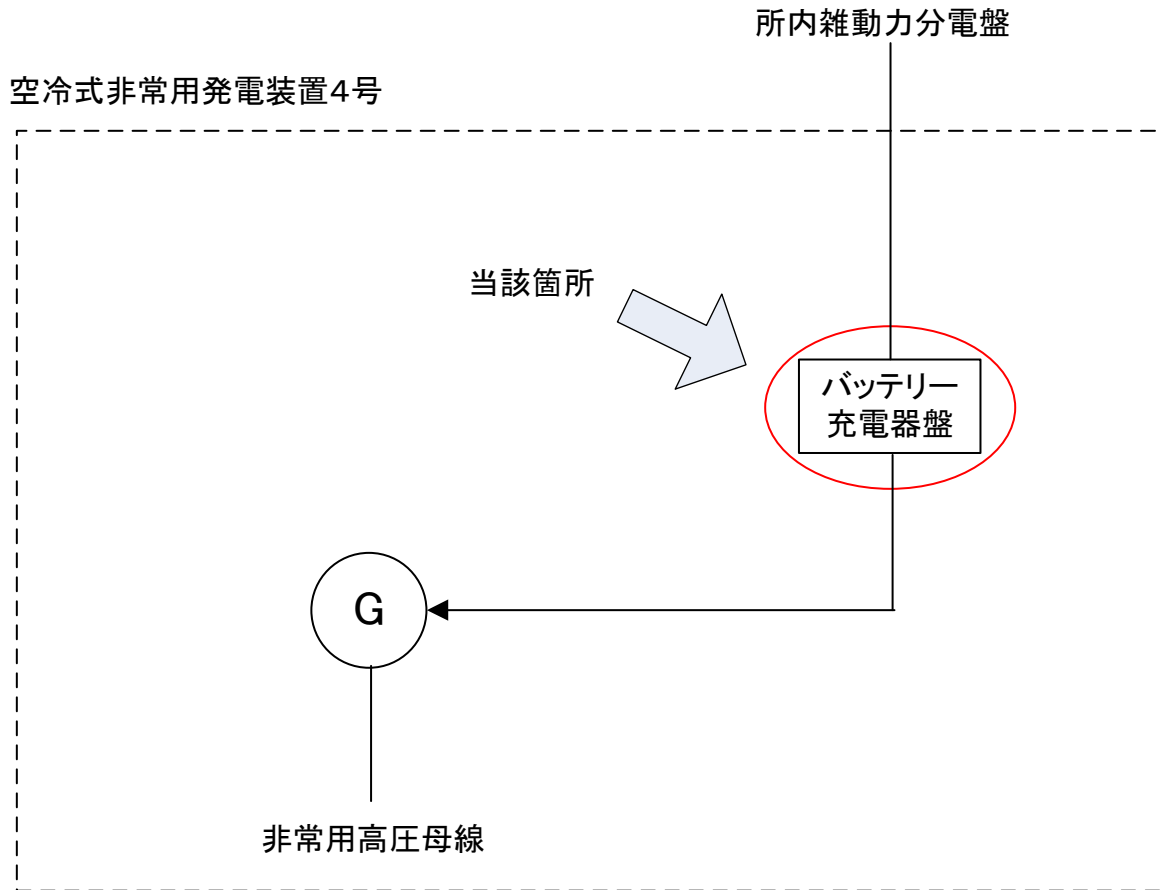 所内雑動力分電盤
空冷式非常用発電装置4号
当該箇所
バッテリー
充電器盤
G
非常用高圧母線